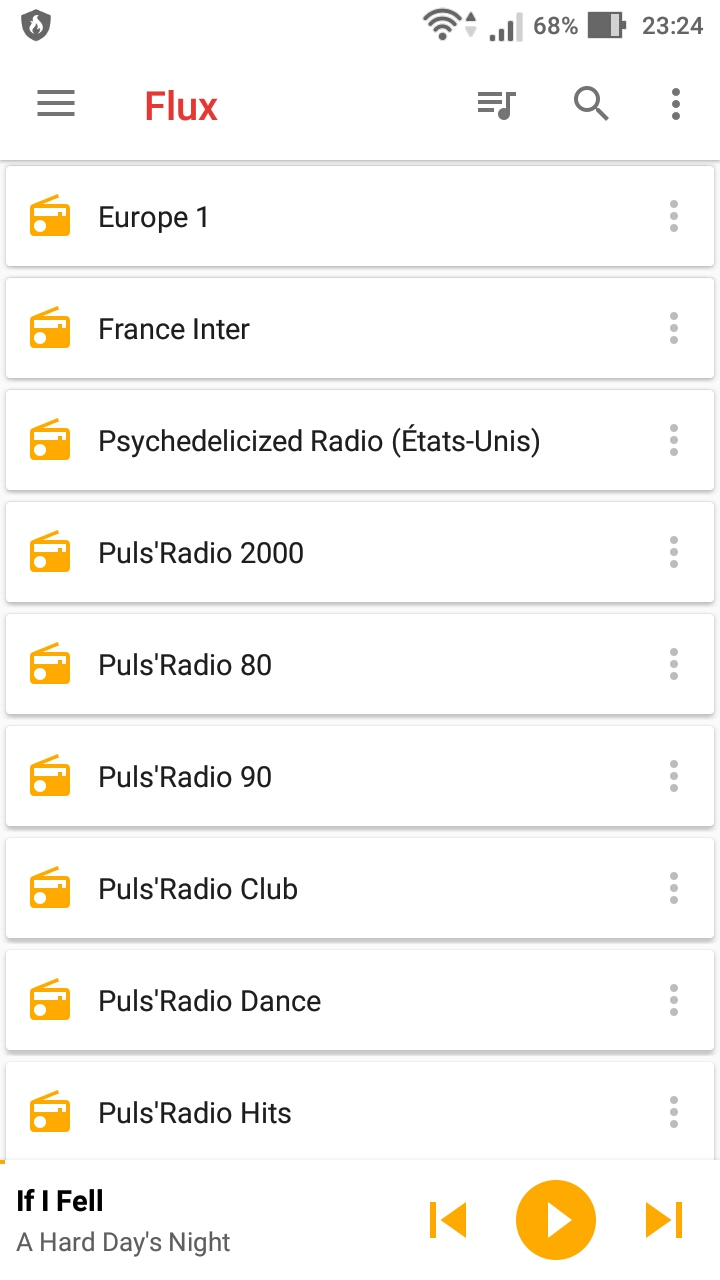 68% 23:24
Flux
Europe 1
France Inter
Psychedelicized Radio (États-Unis)
Puls'Radio 2000
Puls'Radio 80
Puls'Radio 90
Puls'Radio Club
Puls'Radio Dance
Puls'Radio Hits
If I Fell
A Hard Day's Night